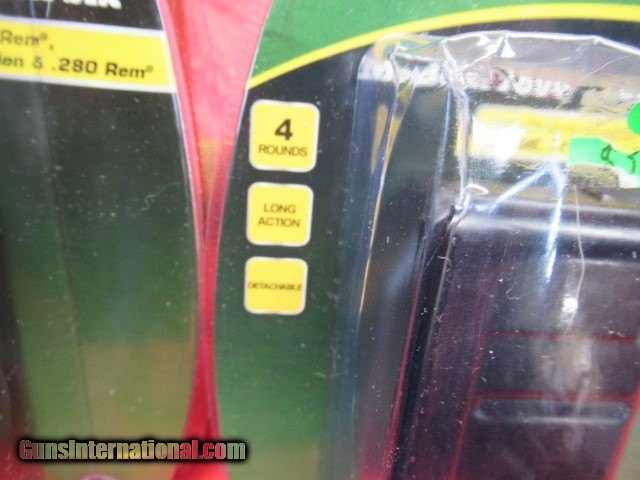 Rem®,
& .280 Rem®
4
ROUNDS
LONG
ACTION
DETACHABLE
GunsInternational.com